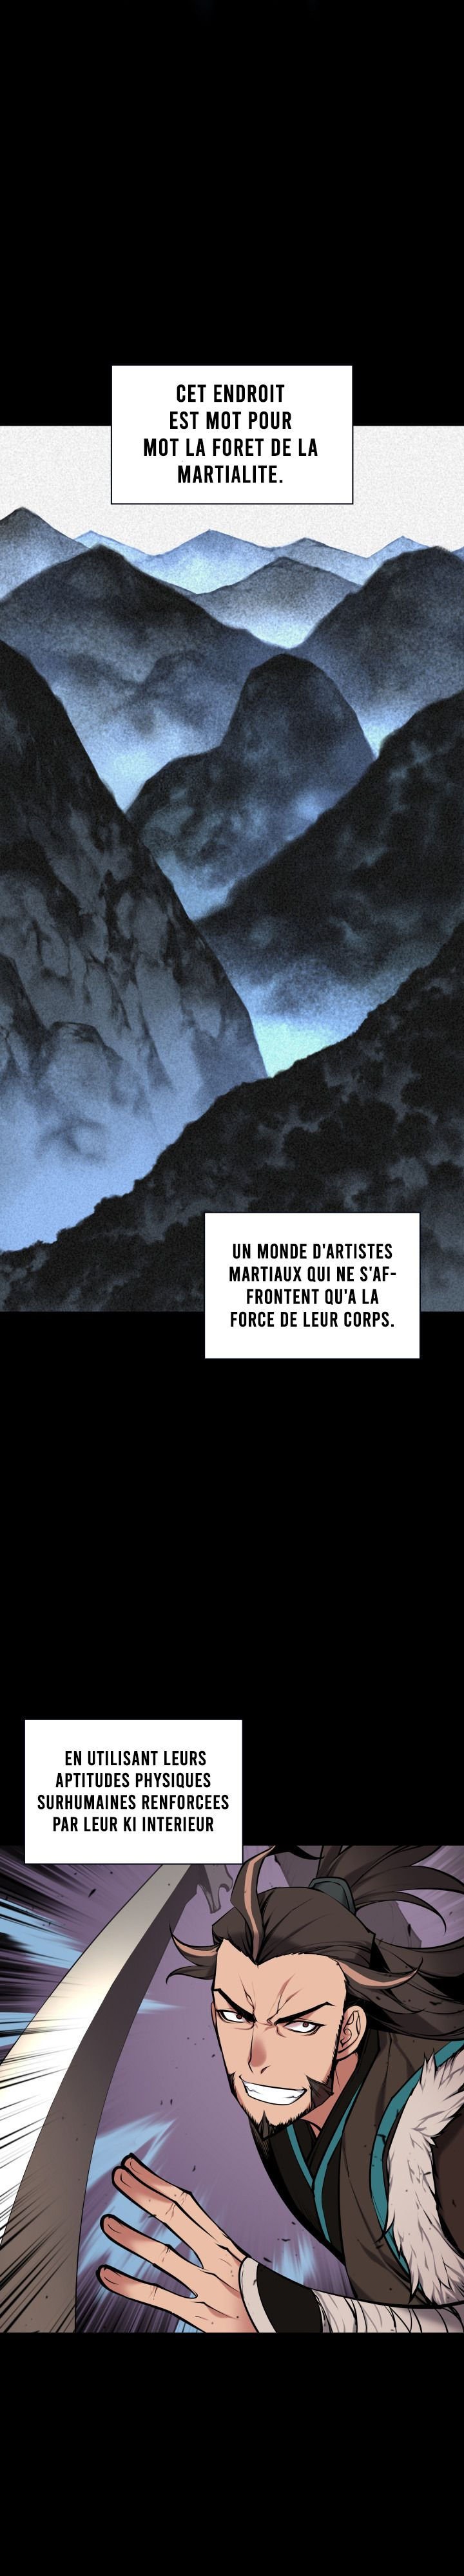 CET ENDROIT
EST MOT POUR
MOT LA FORET DE LA
MARTIALITE.
UN MONDE D'ARTISTES
MARTIAUX QUI NE S'AF-
FRONTENT QU'A LA
FORCE DE LEUR CORPS.
EN UTILISANT LEURS
APTITUDES PHYSIQUES
SURHUMAINES RENFORCEES
PAR LEUR KI INTERIEUR